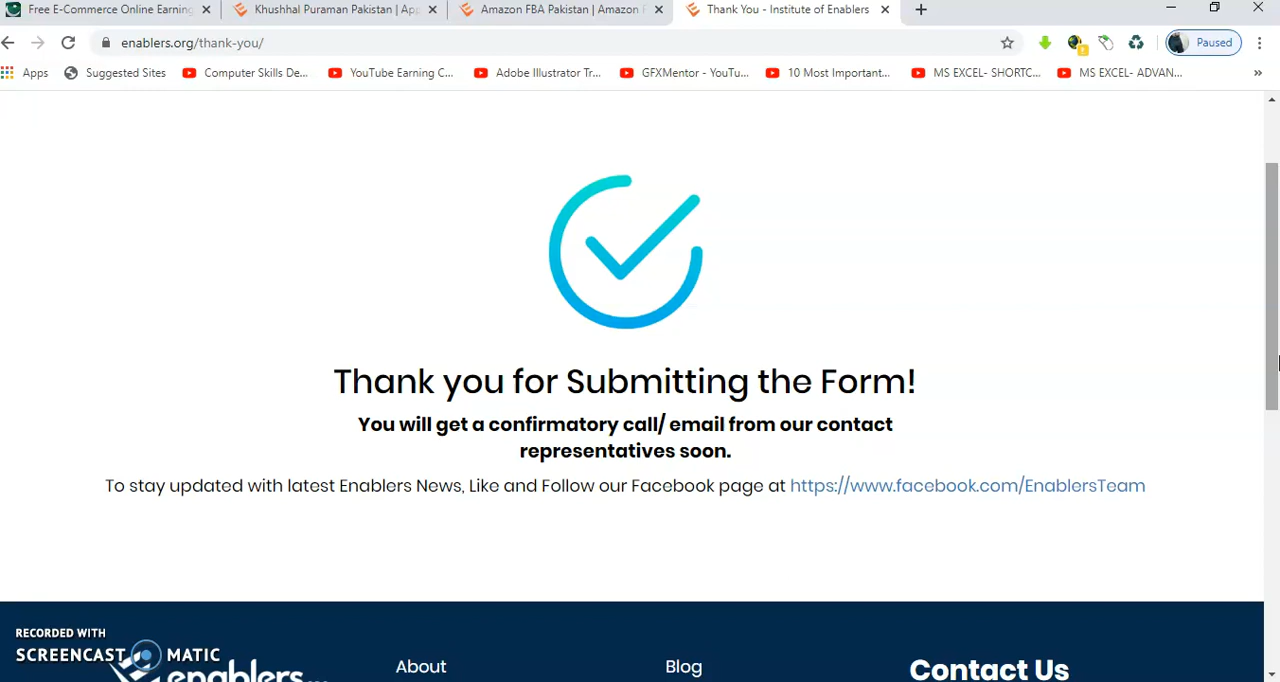 Free E-Commerce Online Earning
Khushhal Puraman Pakistan | App
Amazon FBA Pakistan | Amazon F
Thank You - Institute of Enablers
enablers.org/thank-you/
Paused
Apps
Suggested Sites
Computer Skills De...
YouTube Earning C...
Adobe Illustrator Tr...
GFXMentor - YouTu...
10 Most Important...
MS EXCEL- SHORTC...
MS EXCEL- ADVAN...
Thank you for Submitting the Form!
You will get a confirmatory call/ email from our contact
representatives soon.
To stay updated with latest Enablers News, Like and Follow our Facebook page at https://www.facebook.com/EnablersTeam
RECORDED WITH
SCREENCAST MATIC
enablers
About
Blog
Contact Us